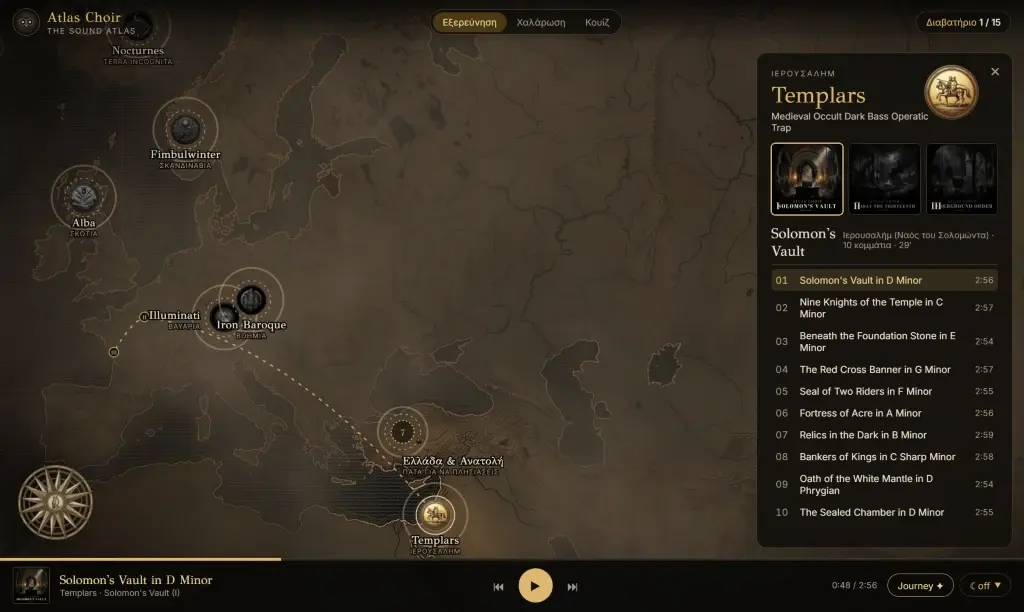 Atlas Choir
THE SOUND ATLAS
Εξερεύνηση
Χαλάρωση
Κουίζ
Διαβατήριο 1 / 15
Nocturnes
TERRA INCOGNITA
Fimbulwinter
ΣΚΑΝΔΙΝΑΒΙΑ
Alba
ΣΚΟΤΙΑ
Illuminati
ΒΑΥΑΡΙΑ
Iron Baroque
ΒΟΗΜΙΑ
7
Ελλάδα & Ανατολή
ΠΑΤΑ ΓΙΑ ΝΑ ΠΛΗΣΙΑΣΕΙΣ
Templars
ΙΕΡΟΥΣΑΛΗΜ
ΙΕΡΟΥΣΑΛΗΜ
×
Templars
Medieval Occult Dark Bass Operatic
Trap
SOLOMON'S VAULT
Solomon's
Vault
Ιερουσαλήμ (Ναός του Σολομώντα) ·
10 κομμάτια · 29'
01 Solomon's Vault in D Minor 2:56
02 Nine Knights of the Temple in C
Minor 2:57
03 Beneath the Foundation Stone in E
Minor 2:54
04 The Red Cross Banner in G Minor 2:57
05 Seal of Two Riders in F Minor 2:55
06 Fortress of Acre in A Minor 2:56
07 Relics in the Dark in B Minor 2:59
08 Bankers of Kings in C Sharp Minor 2:58
09 Oath of the White Mantle in D
Phrygian 2:54
10 The Sealed Chamber in D Minor 2:55
Solomon's Vault in D Minor
Templars · Solomon's Vault (I)
0:48 / 2:56
Journey
off